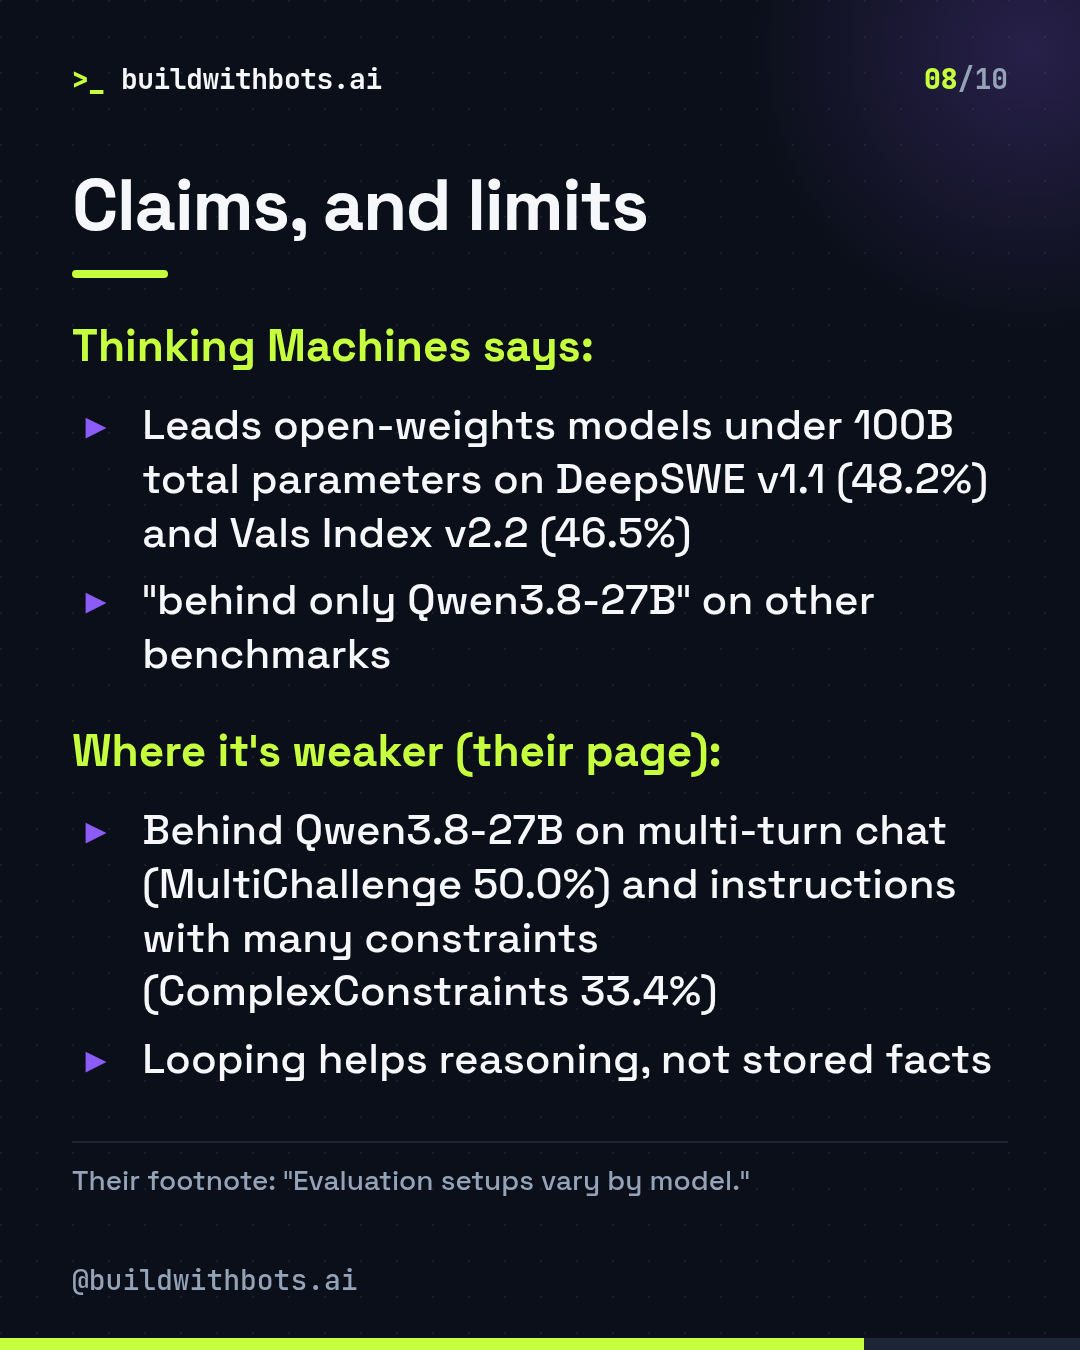 >_ buildwithbots.ai
08/10
Claims, and limits
Thinking Machines says:
► Leads open-weights models under 100B
total parameters on DeepSWE v1.1 (48.2%)
and Vals Index v2.2 (46.5%)
► "behind only Qwen3.8-27B" on other
benchmarks
Where it's weaker (their page):
► Behind Qwen3.8-27B on multi-turn chat
(MultiChallenge 50.0%) and instructions
with many constraints
(ComplexConstraints 33.4%)
► Looping helps reasoning, not stored facts
Their footnote: "Evaluation setups vary by model."
@buildwithbots.ai